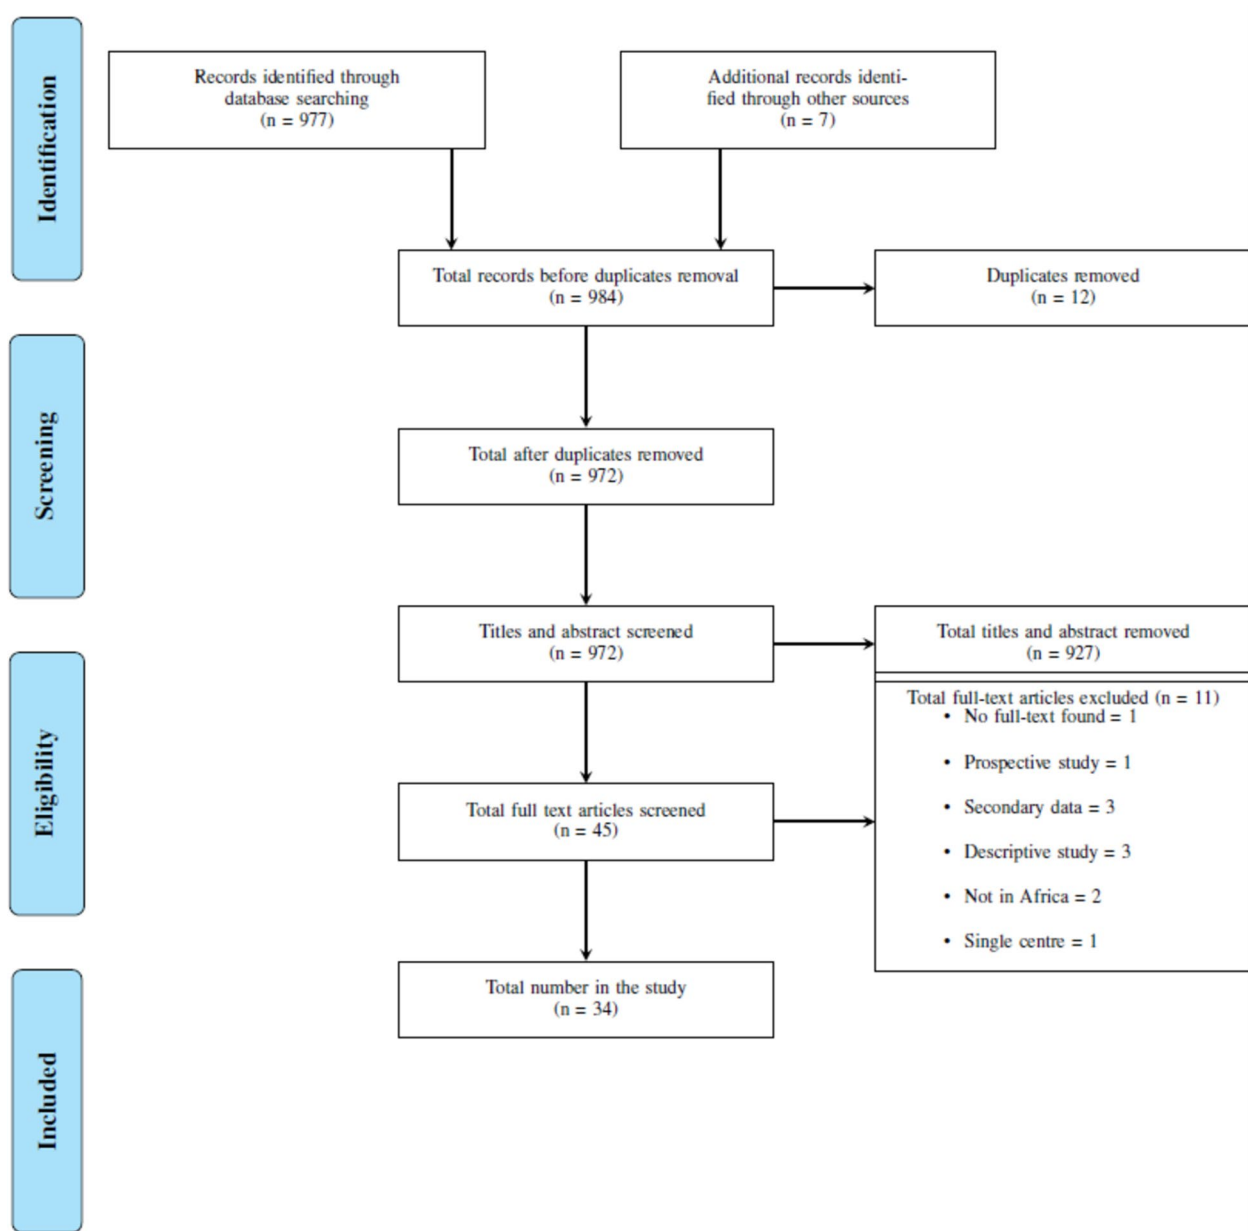 Identification
Records identified through
database searching
(n = 977)
Additional records identi-
fied through other sources
(n = 7)
Total records before duplicates removal
(n = 984)
Duplicates removed
(n = 12)
Screening
Total after duplicates removed
(n = 972)
Titles and abstract screened
(n = 972)
Total titles and abstract removed
(n = 927)
Eligibility
Total full-text articles excluded (n = 11)
• No full-text found = 1
• Prospective study = 1
• Secondary data = 3
• Descriptive study = 3
• Not in Africa = 2
• Single centre = 1
Total full text articles screened
(n = 45)
Included
Total number in the study
(n = 34)